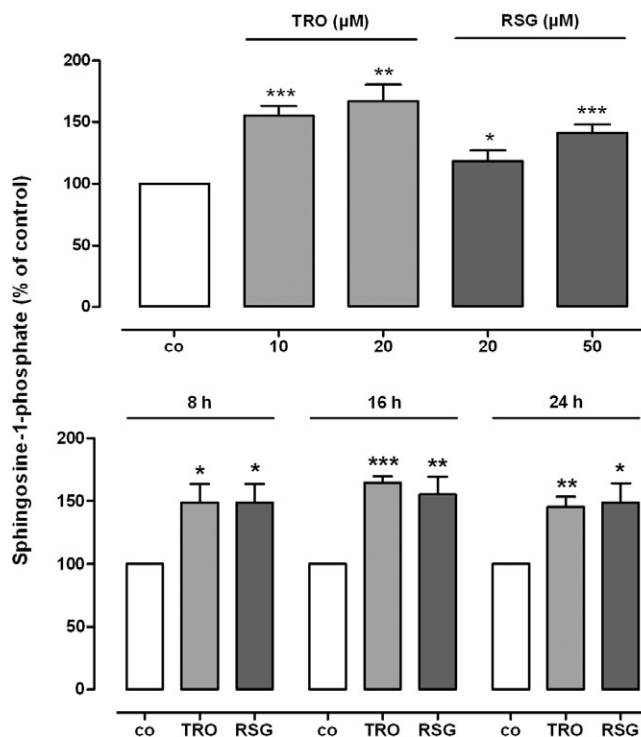 TRO (µM) RSG (µM)
200
150
100
50
0
*** ** * ***
co 10 20 20 50
Sphingosine-1-phosphate (% of control)
8 h 16 h 24 h
200
150
100
50
0
* * *** ** ** *
co TRO RSG co TRO RSG co TRO RSG